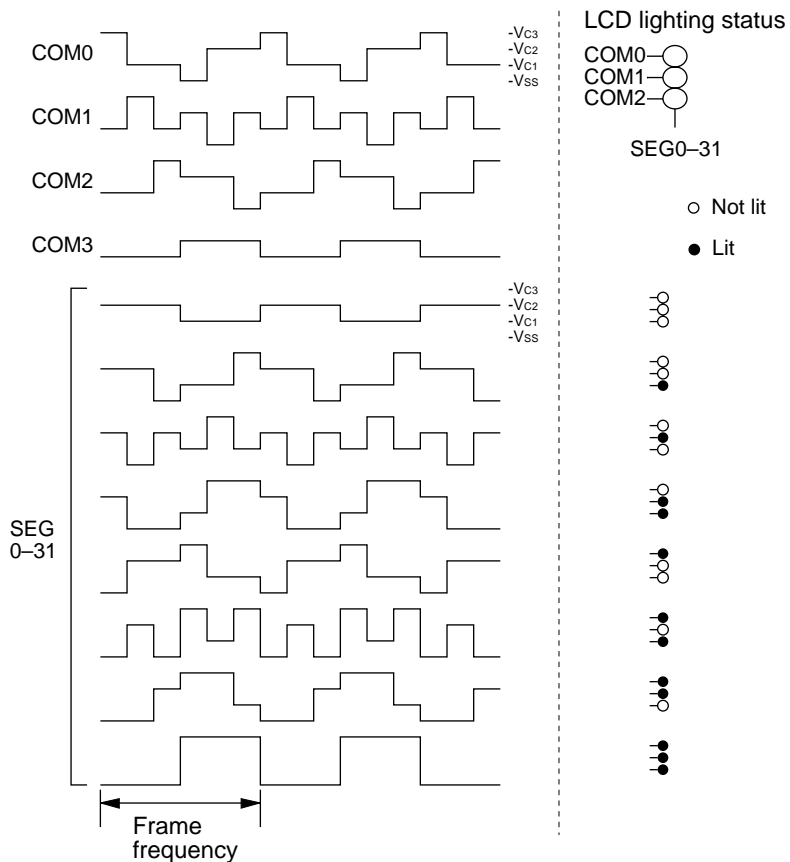 LCD lighting status
COM0
COM1
COM2
SEG0–31
○ Not lit
● Lit
COM0
-VC3
-VC2
-VC1
-VSS
COM1
COM2
COM3
-VC3
-VC2
-VC1
-VSS
SEG
0–31
Frame
frequency